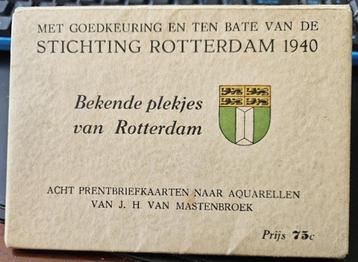 MET GOEDKEURING EN TEN BATE VAN DE
STICHTING ROTTERDAM 1940
Bekende plekjes
van Rotterdam
ACHT PRENTBRIEFKAARTEN NAAR AQUARELLEN
VAN J. H. VAN MASTENBROEK
Prijs 75c